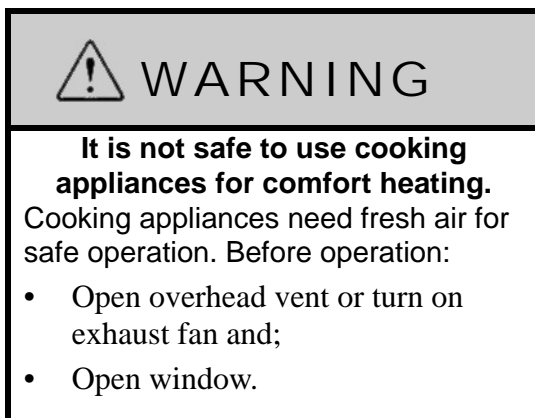 WARNING
It is not safe to use cooking
appliances for comfort heating.
Cooking appliances need fresh air for
safe operation. Before operation:
• Open overhead vent or turn on
exhaust fan and;
• Open window.